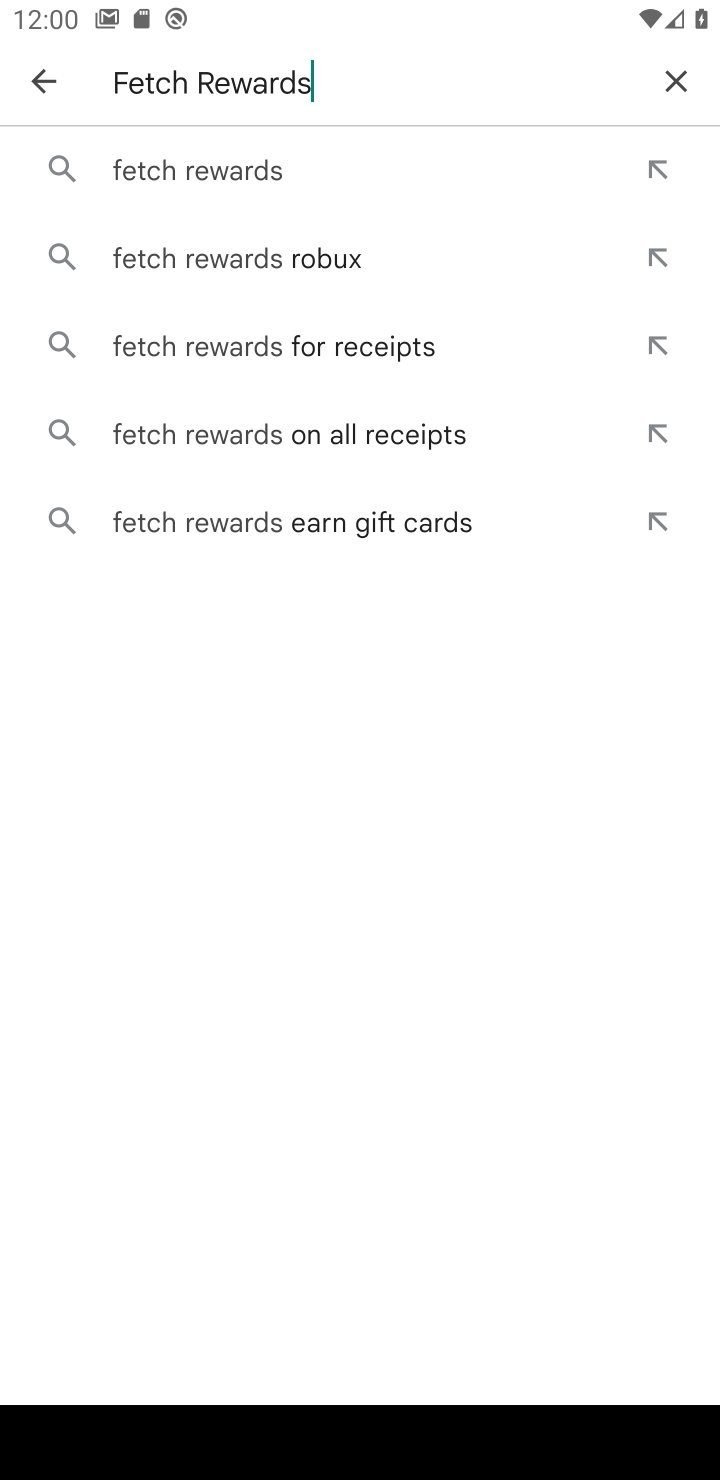 12:00
Fetch Rewards
fetch rewards
fetch rewards robux
fetch rewards for receipts
fetch rewards on all receipts
fetch rewards earn gift cards